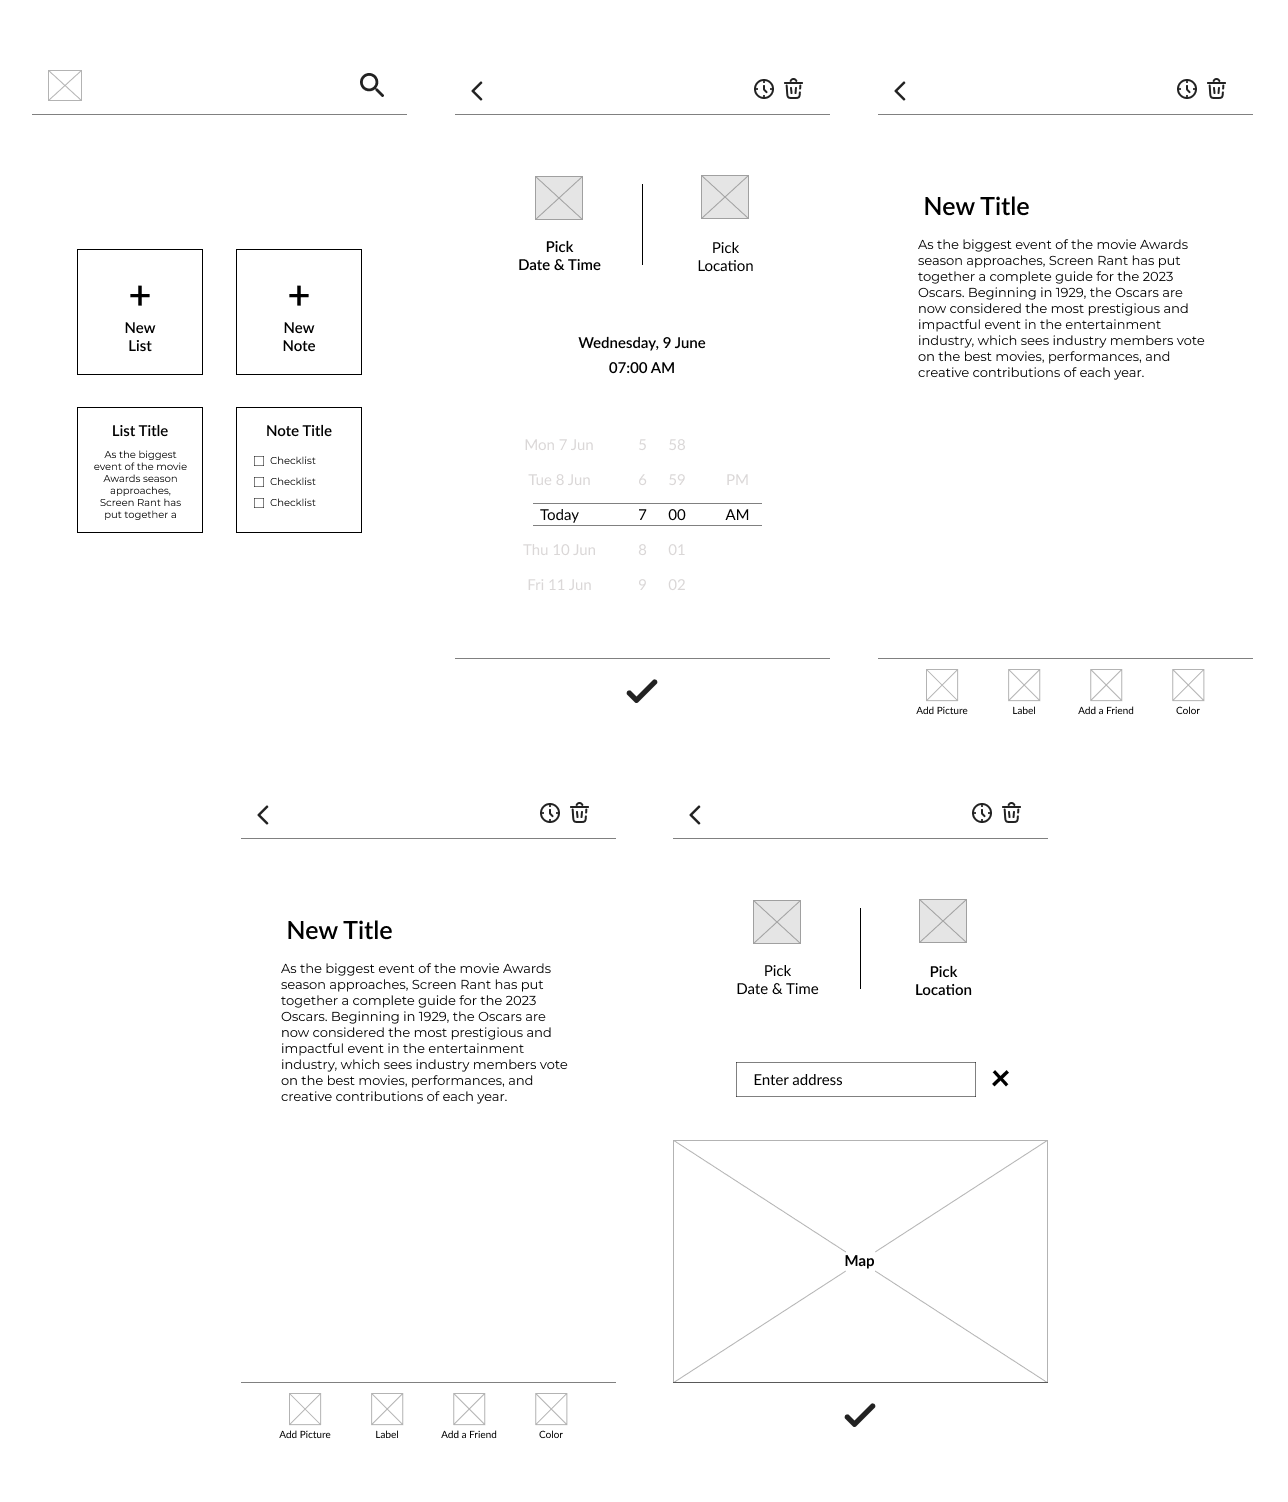 New
List
New
Note
List Title
As the biggest
event of the movie
Awards season
approaches,
Screen Rant has
put together a
Note Title
Checklist
Checklist
Checklist
Pick
Date & Time
Pick
Location
Wednesday, 9 June
07:00 AM
Mon 7 Jun 5 58
Tue 8 Jun 6 59 PM
Today 7 00 AM
Thu 10 Jun 8 01
Fri 11 Jun 9 02
New Title
As the biggest event of the movie Awards
season approaches, Screen Rant has put
together a complete guide for the 2023
Oscars. Beginning in 1929, the Oscars are
now considered the most prestigious and
impactful event in the entertainment
industry, which sees industry members vote
on the best movies, performances, and
creative contributions of each year.
Add Picture Label Add a Friend Color
New Title
As the biggest event of the movie Awards
season approaches, Screen Rant has put
together a complete guide for the 2023
Oscars. Beginning in 1929, the Oscars are
now considered the most prestigious and
impactful event in the entertainment
industry, which sees industry members vote
on the best movies, performances, and
creative contributions of each year.
Add Picture Label Add a Friend Color
Pick
Date & Time
Pick
Location
Enter address
Map